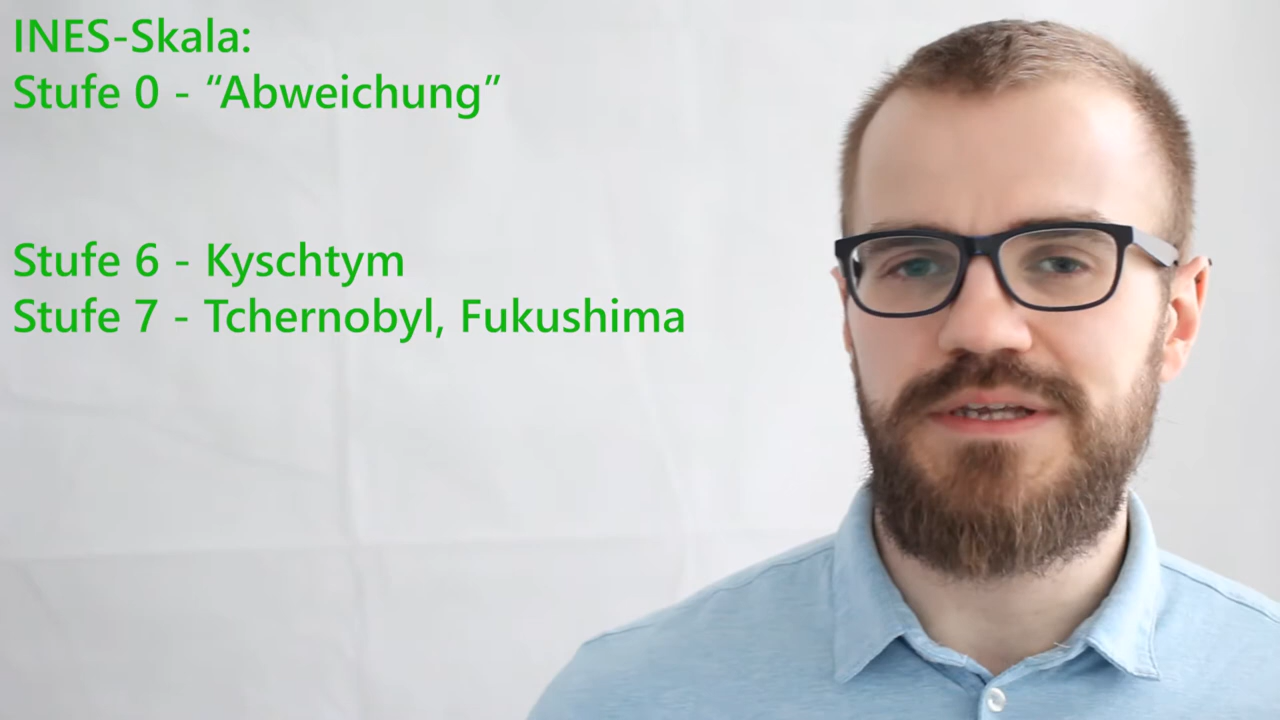 INES-Skala:
Stufe 0 - “Abweichung”
Stufe 6 - Kyschtym
Stufe 7 - Tchernobyl, Fukushima